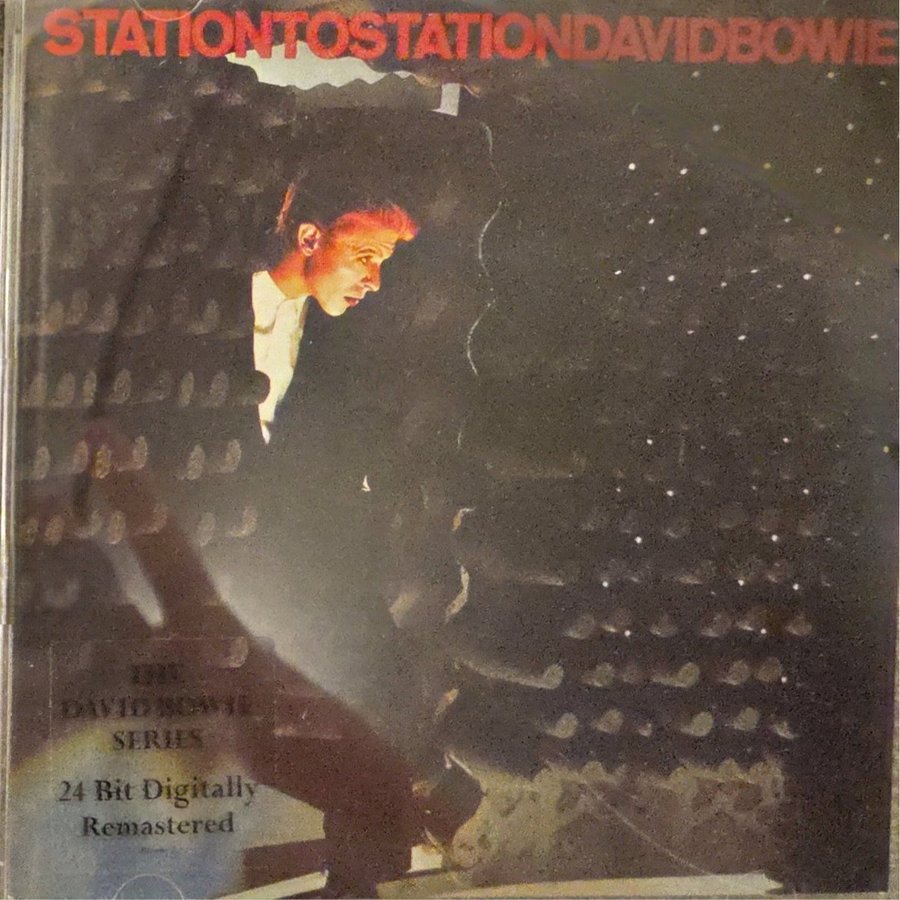 STATIONTOSTATIONDAVIDBOWIE
THE
DAVID BOWIE
SERIES
24 Bit Digitally
Remastered